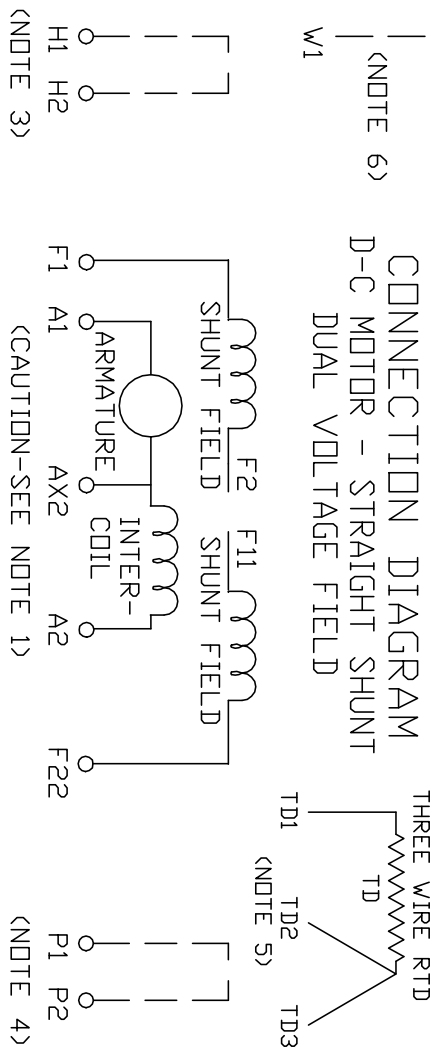 CONNECTION DIAGRAM
D-C MOTOR - STRAIGHT SHUNT
DUAL VOLTAGE FIELD
W1
(NOTE 6)
THREE WIRE RTD
TD
TD1
TD2
TD3
(NOTE 5)
F2
F11
SHUNT FIELD
SHUNT FIELD
ARMATURE
INTER-
COIL
H1
H2
F1
A1
AX2
A2
F22
P1
P2
(NOTE 3)
(CAUTION-SEE NOTE 1)
(NOTE 4)